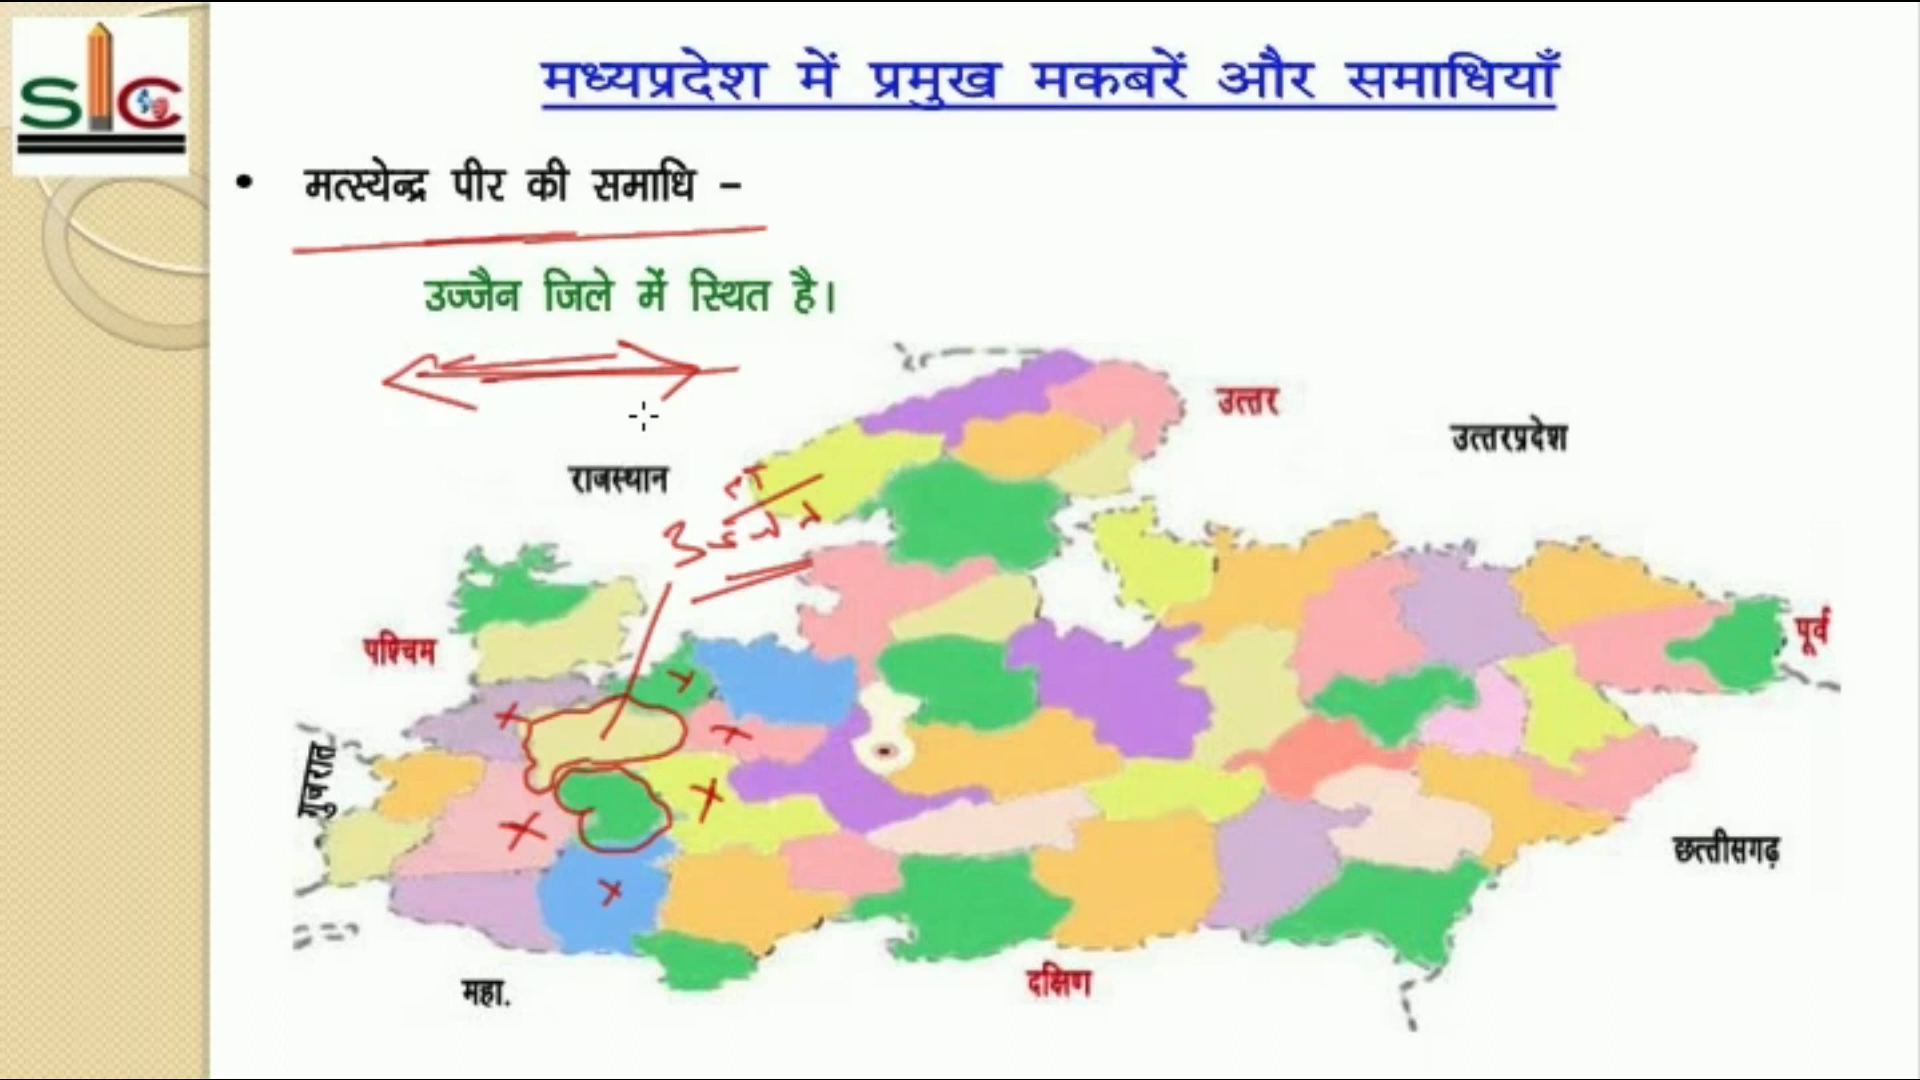 SLC
मध्यप्रदेश में प्रमुख मकबरें और समाधियाँ
• मत्स्येन्द्र पीर की समाधि –
उज्जैन जिले में स्थित है।
उत्तर
उत्तरप्रदेश
राजस्थान
पश्चिम
पूर्व
गुजरात
छत्तीसगढ़
महा.
दक्षिण